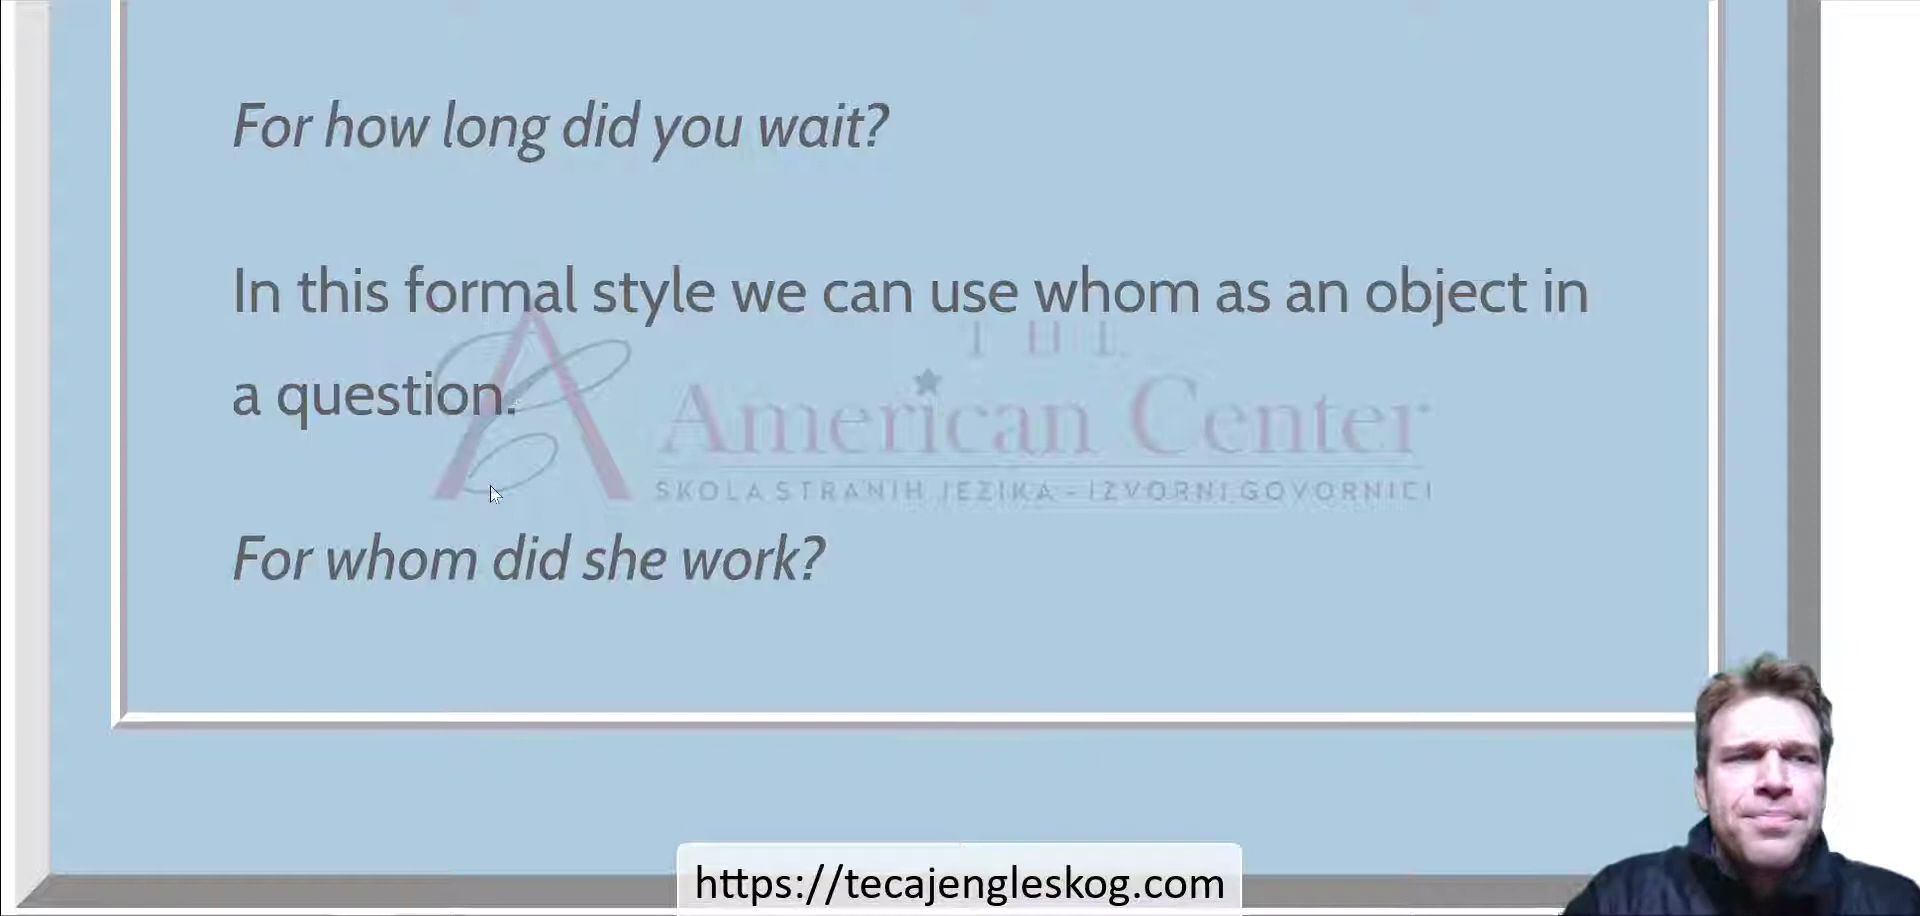 For how long did you wait?
In this formal style we can use whom as an object in
a question.
THE
American Center
SKOLA STRANIH JEZIKA - IZVORNI GOVORNICI
For whom did she work?
https://tecajengleskog.com